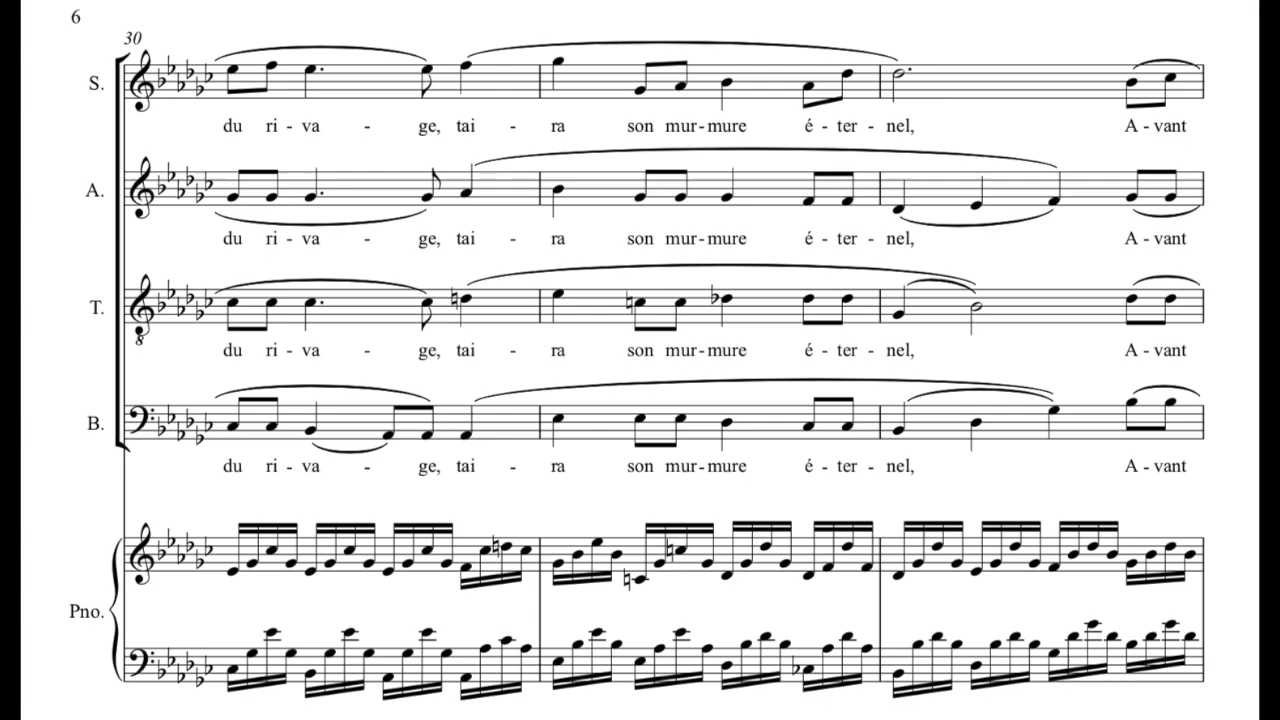 6
30
S.
du ri - va - ge, tai - ra son mur-mure é - ter - nel, A - vant
A.
du ri - va - ge, tai - ra son mur-mure é - ter - nel, A - vant
T.
8
du ri - va - ge, tai - ra son mur-mure é - ter - nel, A - vant
B.
du ri - va - ge, tai - ra son mur-mure é - ter - nel, A - vant
Pno.